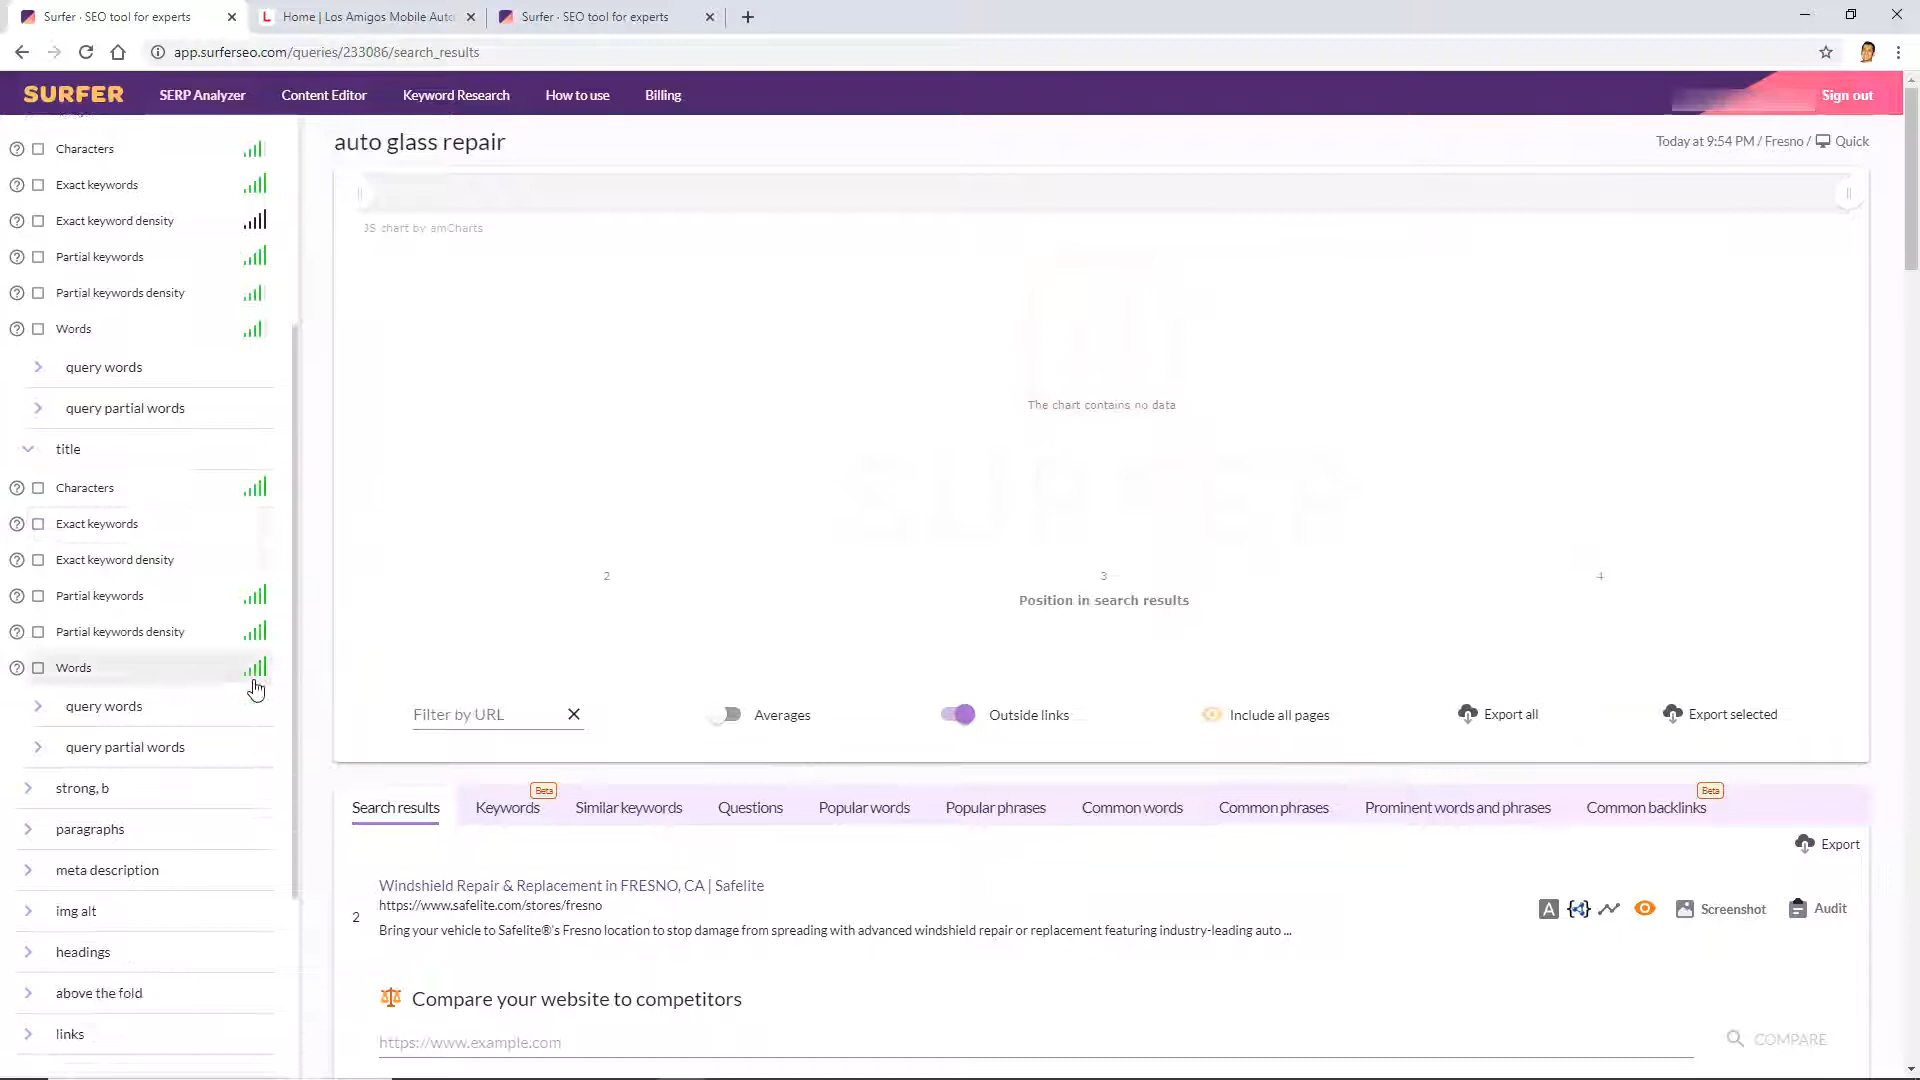 Surfer · SEO tool for experts
Home | Los Amigos Mobile Auto
Surfer · SEO tool for experts
app.surferseo.com/queries/233086/search_results
SURFER
SERP Analyzer
Content Editor
Keyword Research
How to use
Billing
Sign out
auto glass repair
Today at 9:54 PM / Fresno /
Quick
Characters
Exact keywords
Exact keyword density
Partial keywords
Partial keywords density
Words
query words
query partial words
title
Characters
Exact keywords
Exact keyword density
Partial keywords
Partial keywords density
Words
query words
query partial words
strong, b
paragraphs
meta description
img alt
headings
above the fold
links
JS chart by amCharts
The chart contains no data
SURFER
2
3
4
Position in search results
Filter by URL
Averages
Outside links
Include all pages
Export all
Export selected
Search results
Keywords
Beta
Similar keywords
Questions
Popular words
Popular phrases
Common words
Common phrases
Prominent words and phrases
Common backlinks
Beta
Export
2
Windshield Repair & Replacement in FRESNO, CA | Safelite
https://www.safelite.com/stores/fresno
Bring your vehicle to Safelite®'s Fresno location to stop damage from spreading with advanced windshield repair or replacement featuring industry-leading auto ...
A
Screenshot
Audit
Compare your website to competitors
https://www.example.com
COMPARE